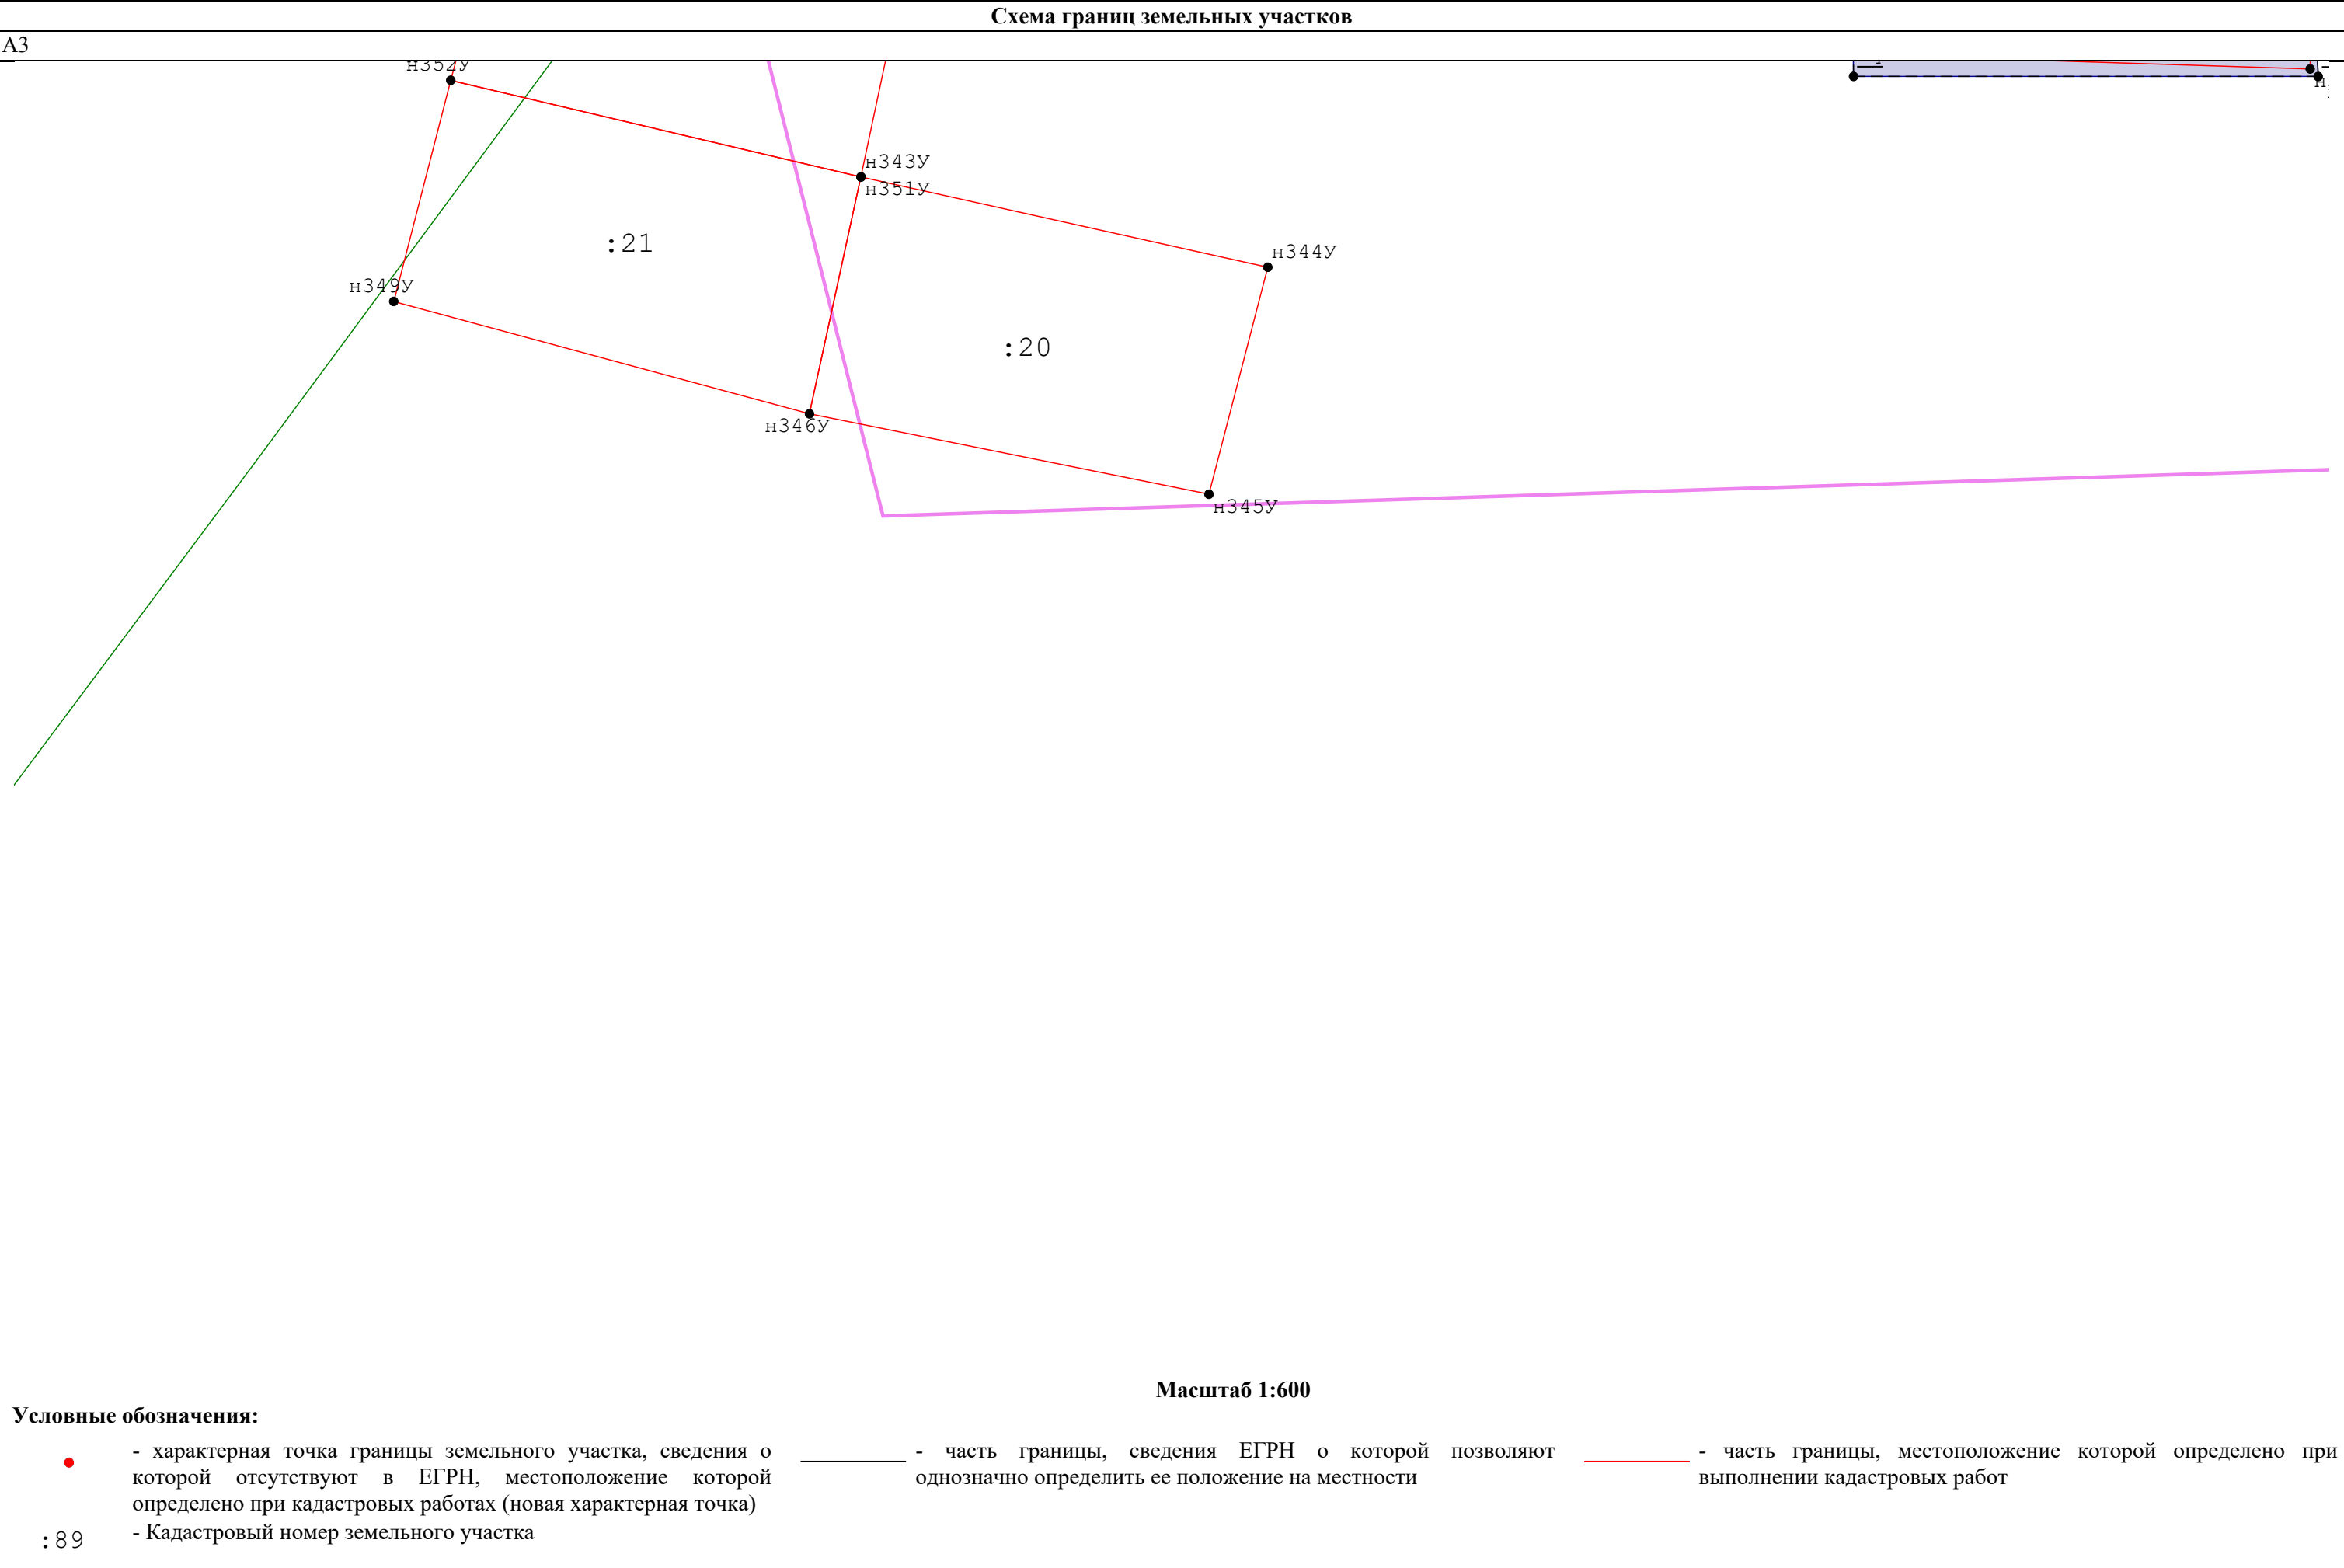 Схема границ земельных участков
А3
н352У
н343У
н351У
:21
н344У
н349У
:20
н346У
н345У
Масштаб 1:600
Условные обозначения:
- характерная точка границы земельного участка, сведения о
которой отсутствуют в ЕГРН, местоположение которой
определено при кадастровых работах (новая характерная точка)
- часть границы, сведения ЕГРН о которой позволяют
однозначно определить ее положение на местности
- часть границы, местоположение которой определено при
выполнении кадастровых работ
:89
- Кадастровый номер земельного участка